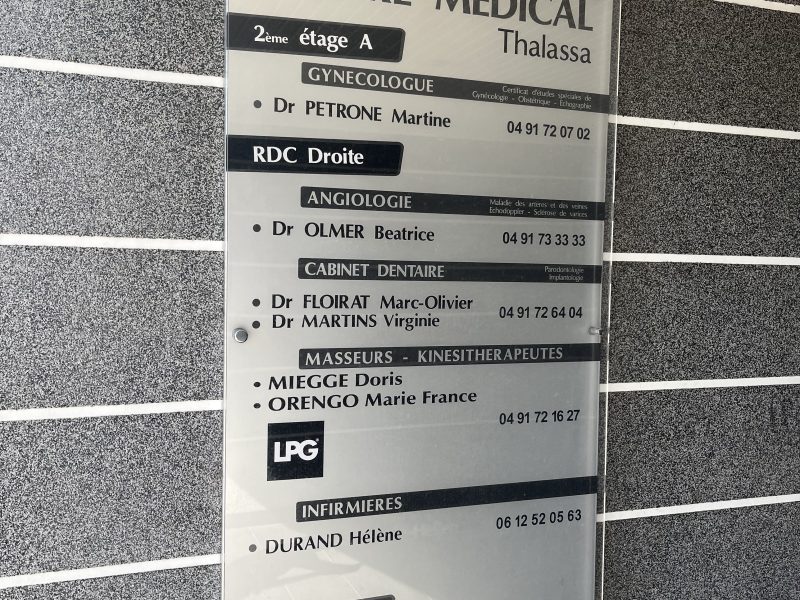 MEDICAL
Thalassa
2ème étage A
GYNECOLOGUE
Certificat d'études spéciales de
Gynécologie - Obstétrique - Echographie
• Dr PETRONE Martine
04 91 72 07 02
RDC Droite
ANGIOLOGIE
Maladie des artères et des veines
Echodoppler - Sclérose de varices
• Dr OLMER Beatrice
04 91 73 33 33
CABINET DENTAIRE
Parodontologie
Implantologie
• Dr FLOIRAT Marc-Olivier
• Dr MARTINS Virginie
04 91 72 64 04
MASSEURS - KINESITHERAPEUTES
• MIEGGE Doris
• ORENGO Marie France
04 91 72 16 27
LPG
INFIRMIERES
• DURAND Hélène
06 12 52 05 63